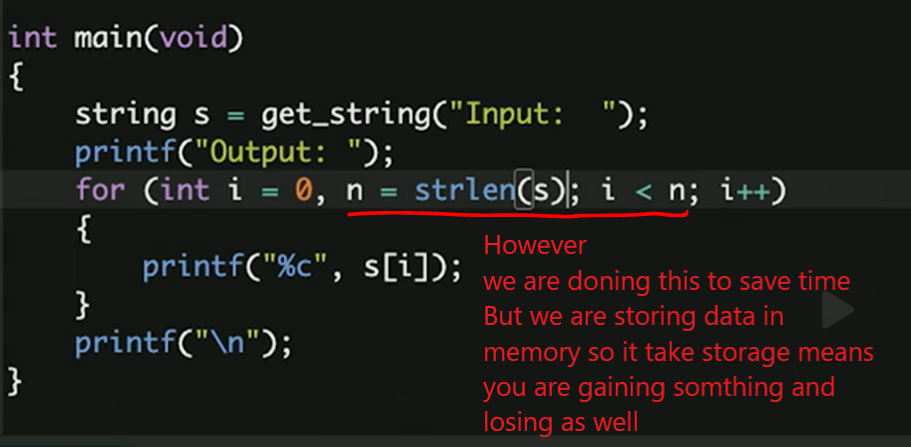 int main(void)
{
string s = get_string("Input:  ");
printf("Output: ");
for (int i = 0, n = strlen(s); i < n; i++)
{
printf("%c", s[i]);
}
printf("\n");
}
However
we are doning this to save time
But we are storing data in
memory so it take storage means
you are gaining somthing and
losing as well